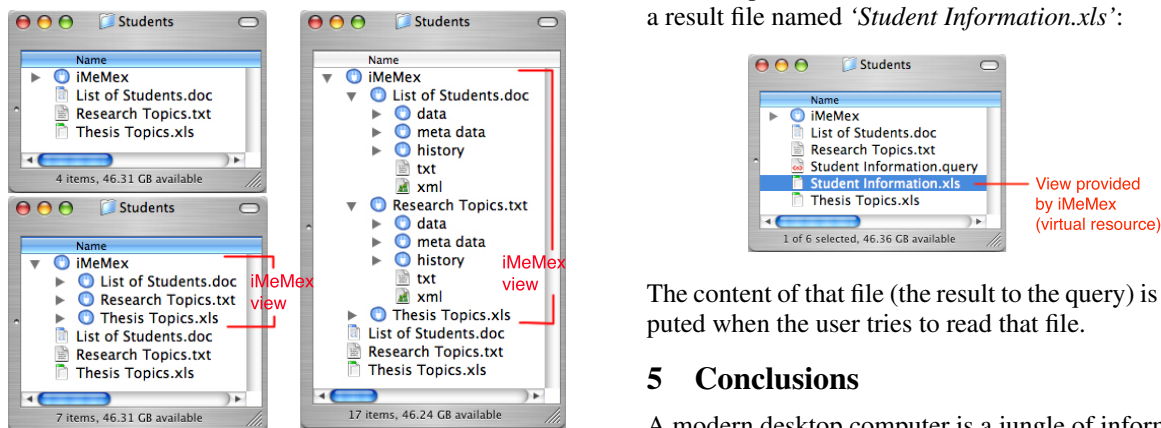 Students
Name
iMeMex
List of Students.doc
Research Topics.txt
Thesis Topics.xls
4 items, 46.31 GB available
Students
Name
iMeMex
List of Students.doc
Research Topics.txt
Thesis Topics.xls
List of Students.doc
Research Topics.txt
Thesis Topics.xls
7 items, 46.31 GB available
iMeMex
view
Students
Name
iMeMex
List of Students.doc
data
meta data
history
txt
xml
Research Topics.txt
data
meta data
history
txt
xml
Thesis Topics.xls
List of Students.doc
Research Topics.txt
Thesis Topics.xls
17 items, 46.24 GB available
iMeMex
view
a result file named ‘Student Information.xls’:
Students
Name
iMeMex
List of Students.doc
Research Topics.txt
Student Information.query
Student Information.xls
Thesis Topics.xls
1 of 6 selected, 46.36 GB available
View provided
by iMeMex
(virtual resource)
The content of that file (the result to the query) is
puted when the user tries to read that file.
5 Conclusions
A modern desktop computer is a jungle of inform